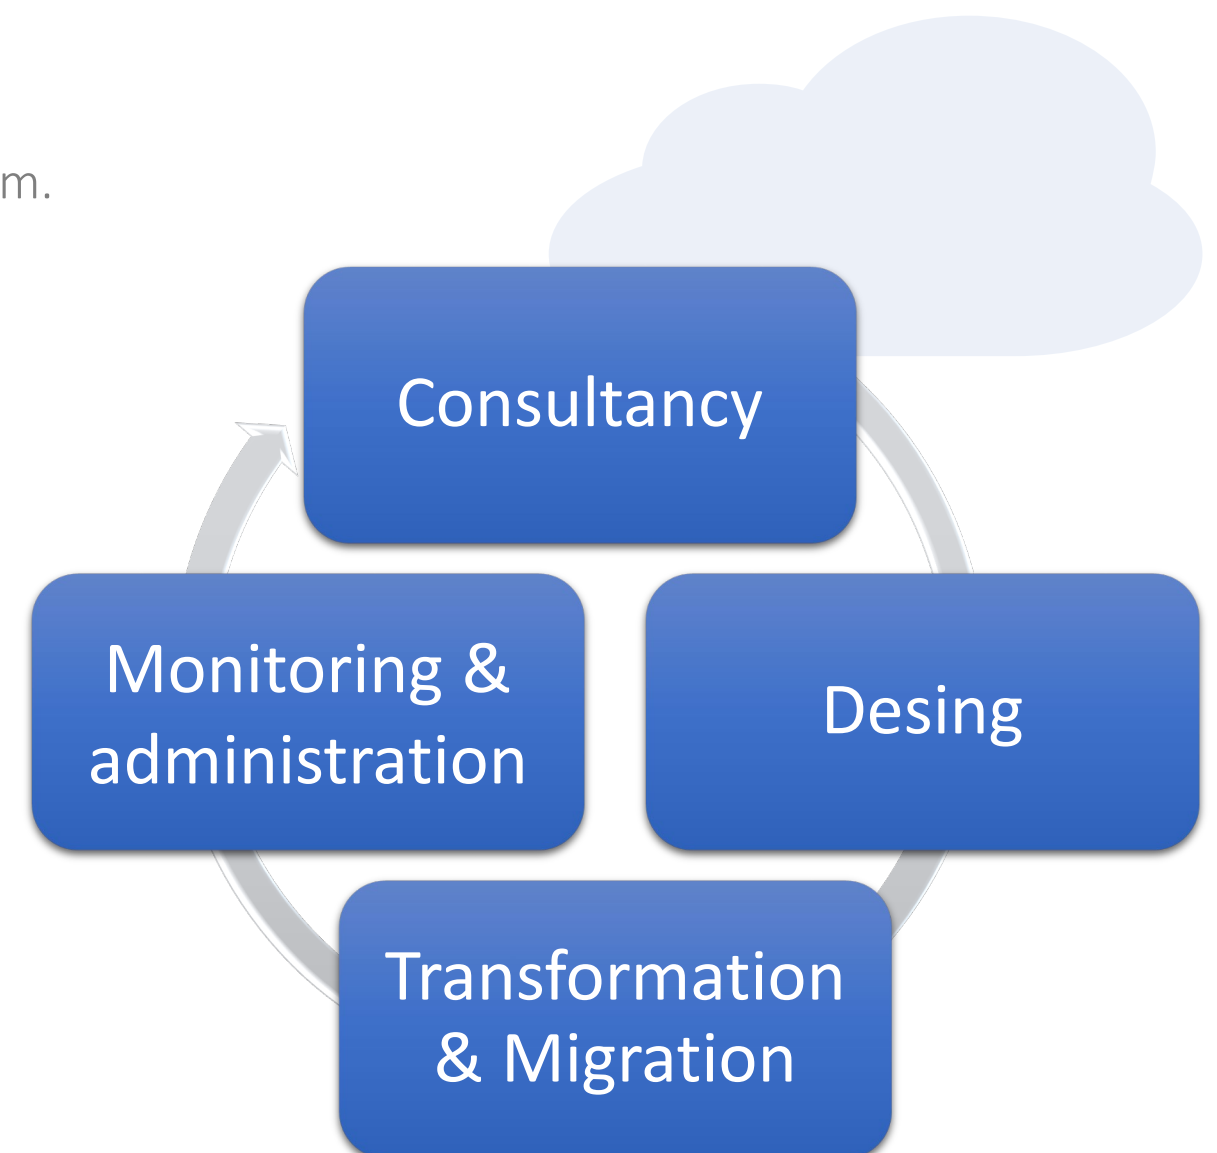 m.
Consultancy
Monitoring &
administration
Desing
Transformation
& Migration